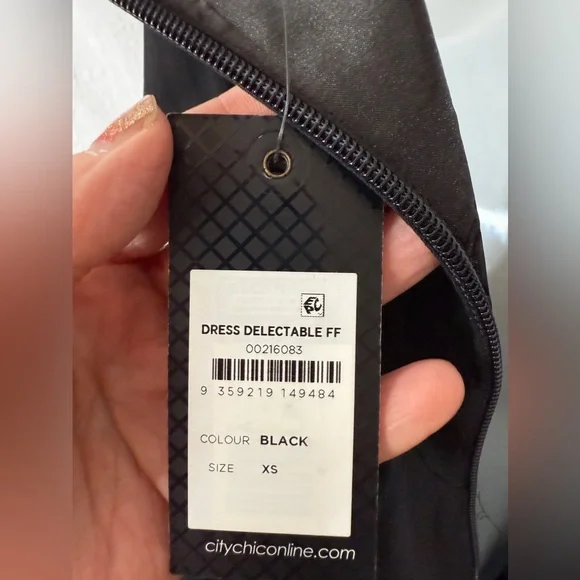 DRESS DELECTABLE FF
00216083
9 359219 149484
COLOUR BLACK
SIZE XS
citychiconline.com